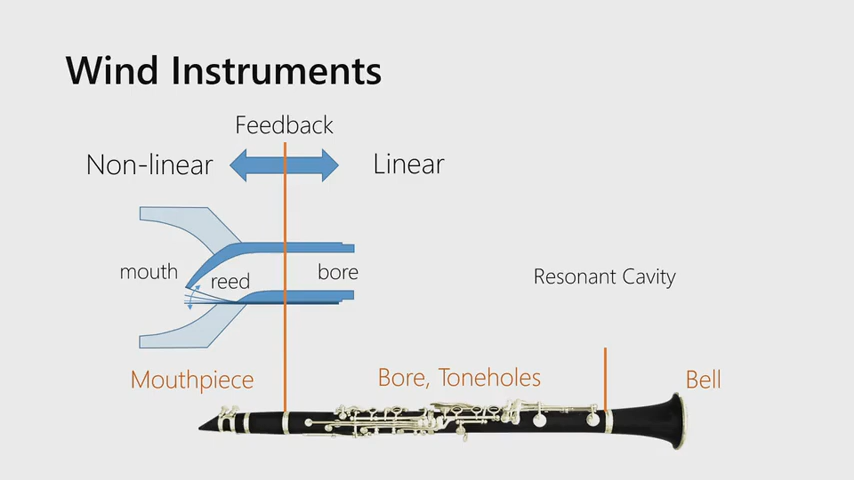 Wind Instruments
Feedback
Non-linear
Linear
mouth
reed
bore
Resonant Cavity
Mouthpiece
Bore, Toneholes
Bell